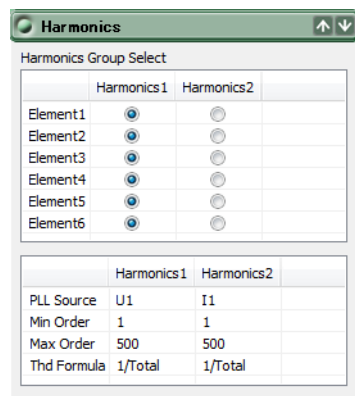 Harmonics
Harmonics Group Select
Harmonics1 Harmonics2
Element1
Element2
Element3
Element4
Element5
Element6
Harmonics1 Harmonics2
PLL Source U1 I1
Min Order 1 1
Max Order 500 500
Thd Formula 1/Total 1/Total